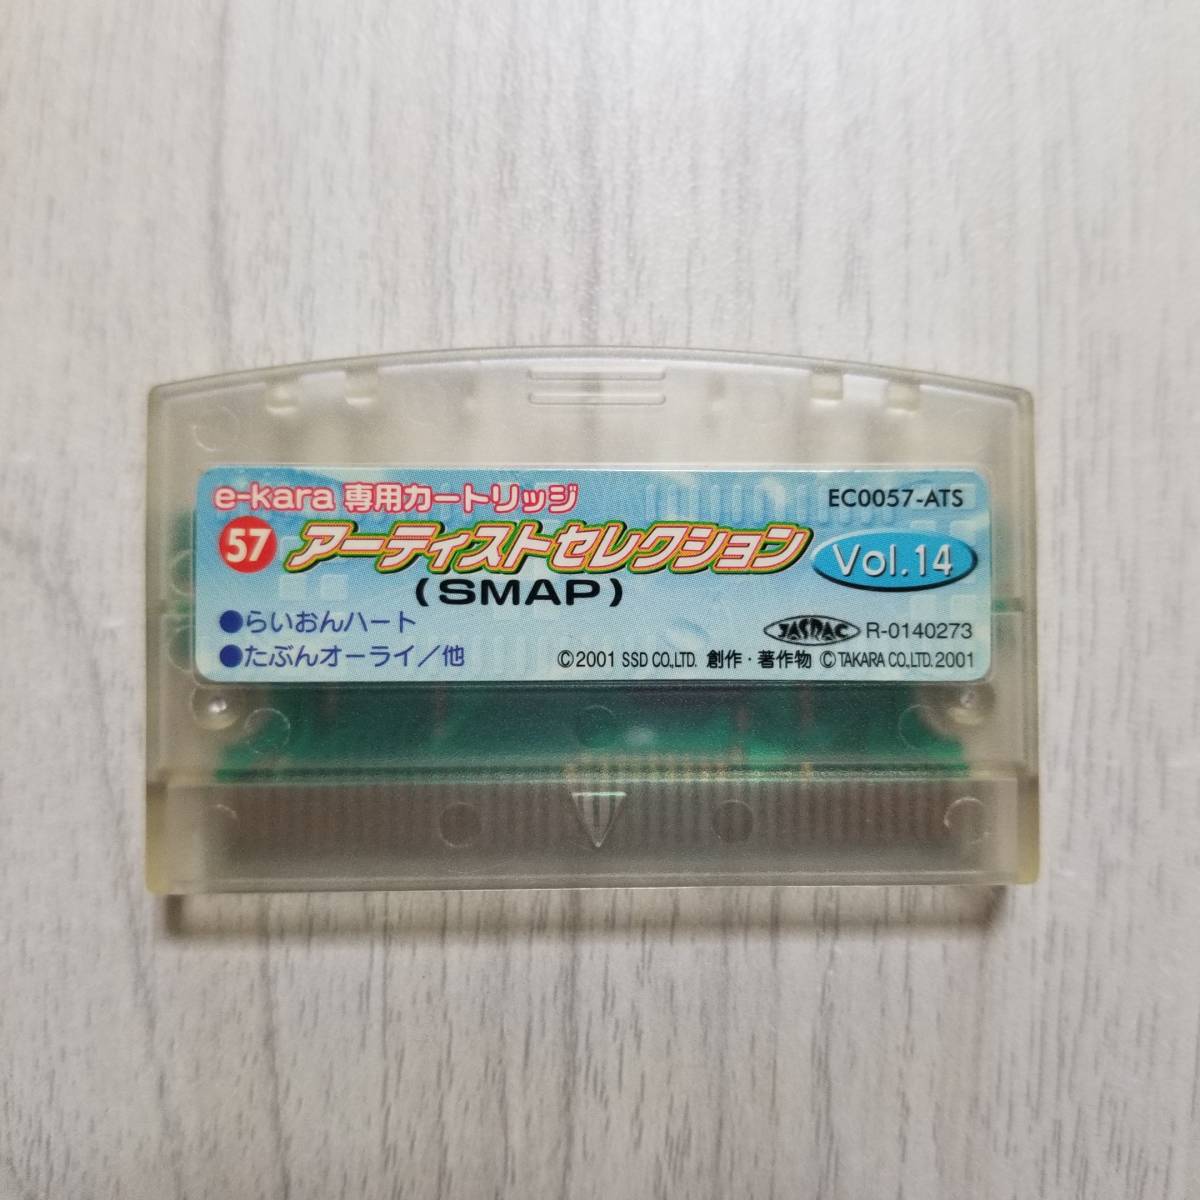 e-kara 専用カートリッジ
EC0057-ATS
57 アーティストセレクション Vol.14
(SMAP)
●らいおんハート
●たぶんオーライ／他
JASRAC R-0140273
©2001 SSD CO.,LTD. 創作・著作物 ©TAKARA CO.,LTD.2001